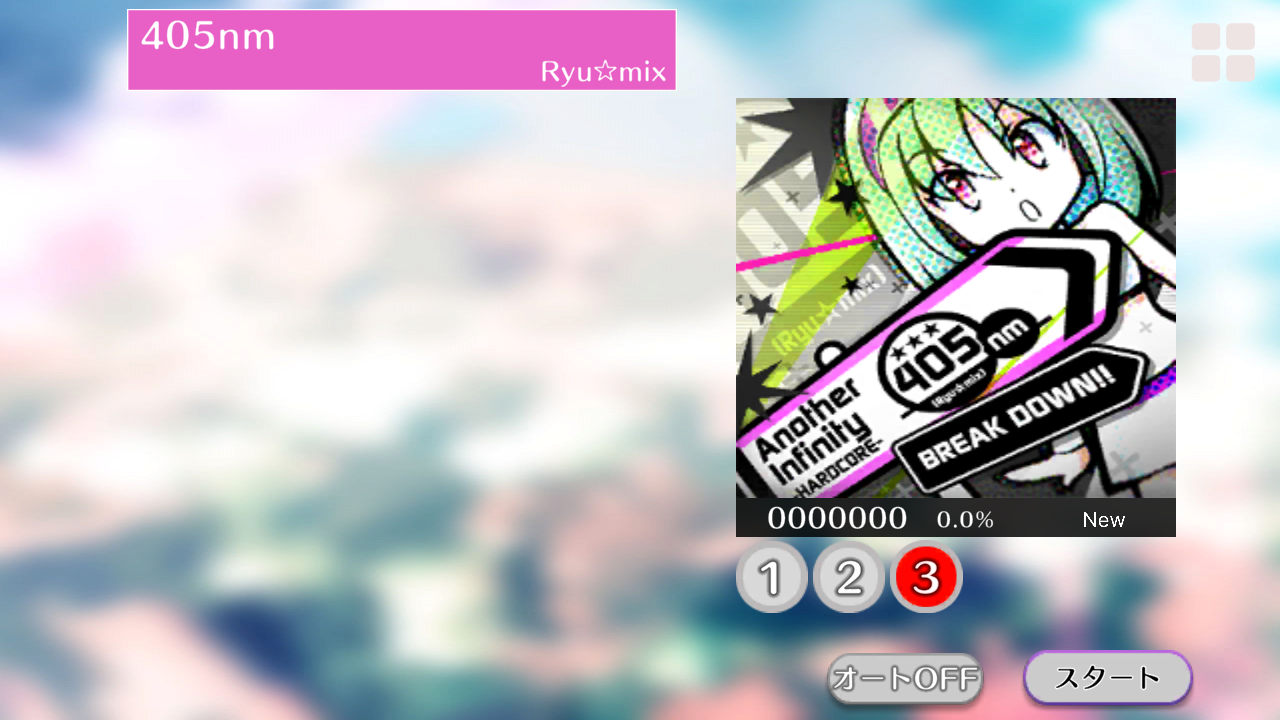 405nm
Ryu☆mix
405
[Ryu☆mix]
★★★
405nm
[Ryu☆mix]
Another
Infinity
-HARDCORE-
BREAK DOWN!!
0000000 0.0% New
1 2 3
オートOFF スタート